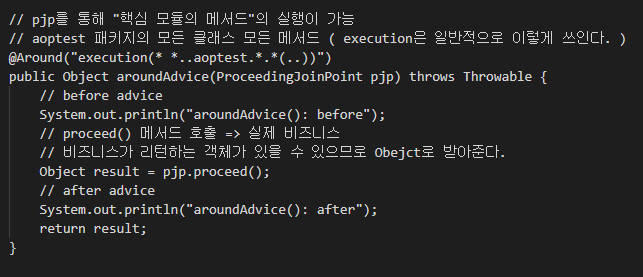 // pjp를 통해 "핵심 모듈의 메서드"의 실행이 가능
// aoptest 패키지의 모든 클래스 모든 메서드 ( execution은 일반적으로 이렇게 쓰인다. )
@Around("execution(* *..aoptest.*.*(..))")
public Object aroundAdvice(ProceedingJoinPoint pjp) throws Throwable {
    // before advice
    System.out.println("aroundAdvice(): before");
    // proceed() 메서드 호출 => 실제 비즈니스
    // 비즈니스가 리턴하는 객체가 있을 수 있으므로 Obejct로 받아준다.
    Object result = pjp.proceed();
    // after advice
    System.out.println("aroundAdvice(): after");
    return result;
}